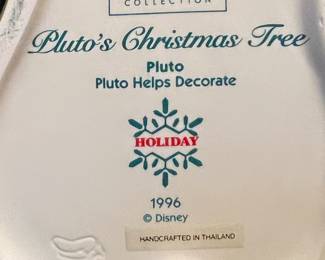 COLLECTION
Pluto's Christmas Tree
Pluto
Pluto Helps Decorate
HOLIDAY
1996
© Disney
HANDCRAFTED IN THAILAND